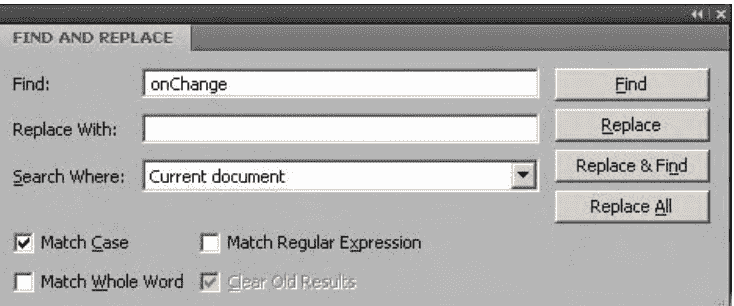 FIND AND REPLACE
Find: onChange Find
Replace With: Replace
Search Where: Current document Replace & Find
Replace All
Match Case Match Regular Expression
Match Whole Word Clear Old Results